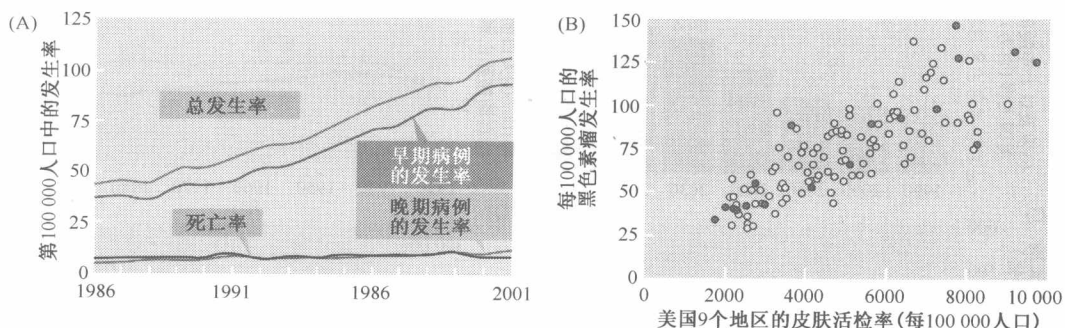 (A)
第100 000人口中的发生率
125
100
75
50
25
0
总发生率
早期病例
的发生率
死亡率
晚期病例
的发生率
1986
1991
1986
2001
(B)
每100 000人口的
黑色素瘤发生率
150
125
100
75
50
25
0
0
2000
4000
6000
8000
10 000
美国9个地区的皮肤活检率(每100 000人口)